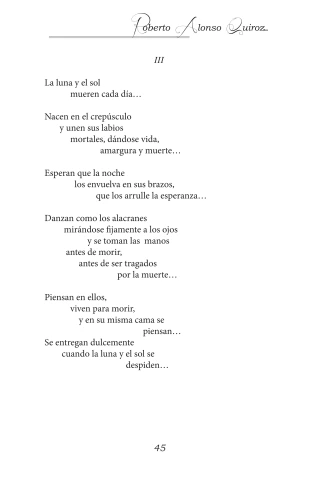 Roberto Alonso Quiroz.
III
La luna y el sol
mueren cada día…
Nacen en el crepúsculo
y unen sus labios
mortales, dándose vida,
amargura y muerte…
Esperan que la noche
los envuelva en sus brazos,
que los arrulle la esperanza…
Danzan como los alacranes
mirándose fijamente a los ojos
y se toman las manos
antes de morir,
antes de ser tragados
por la muerte…
Piensan en ellos,
viven para morir,
y en su misma cama se
piensan…
Se entregan dulcemente
cuando la luna y el sol se
despiden…
45